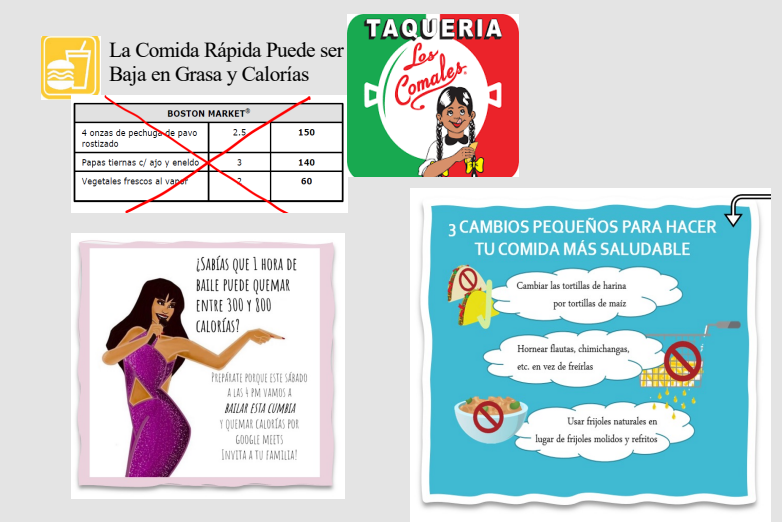 La Comida Rápida Puede ser
Baja en Grasa y Calorías
BOSTON MARKET®
4 onzas de pechuga de pavo
rostizado
2.5
150
Papas tiernas c/ ajo y eneldo
3
140
Vegetales frescos al vapor
2
60
TAQUERIA
Los
Comales
¿SABÍAS QUE 1 HORA DE
BAILE PUEDE QUEMAR
ENTRE 300 Y 800
CALORÍAS?
PREPÁRATE PORQUE ESTE SÁBADO
A LAS 4 PM VAMOS A
BAILAR ESTA CUMBIA
Y QUEMAR CALORÍAS POR
GOOGLE MEETS
INVITA A TU FAMILIA!
3 CAMBIOS PEQUEÑOS PARA HACER
TU COMIDA MÁS SALUDABLE
Cambiar las tortillas de harina
por tortillas de maíz
Hornear flautas, chimichangas,
etc. en vez de freírlas
Usar frijoles naturales en
lugar de frijoles molidos y refritos